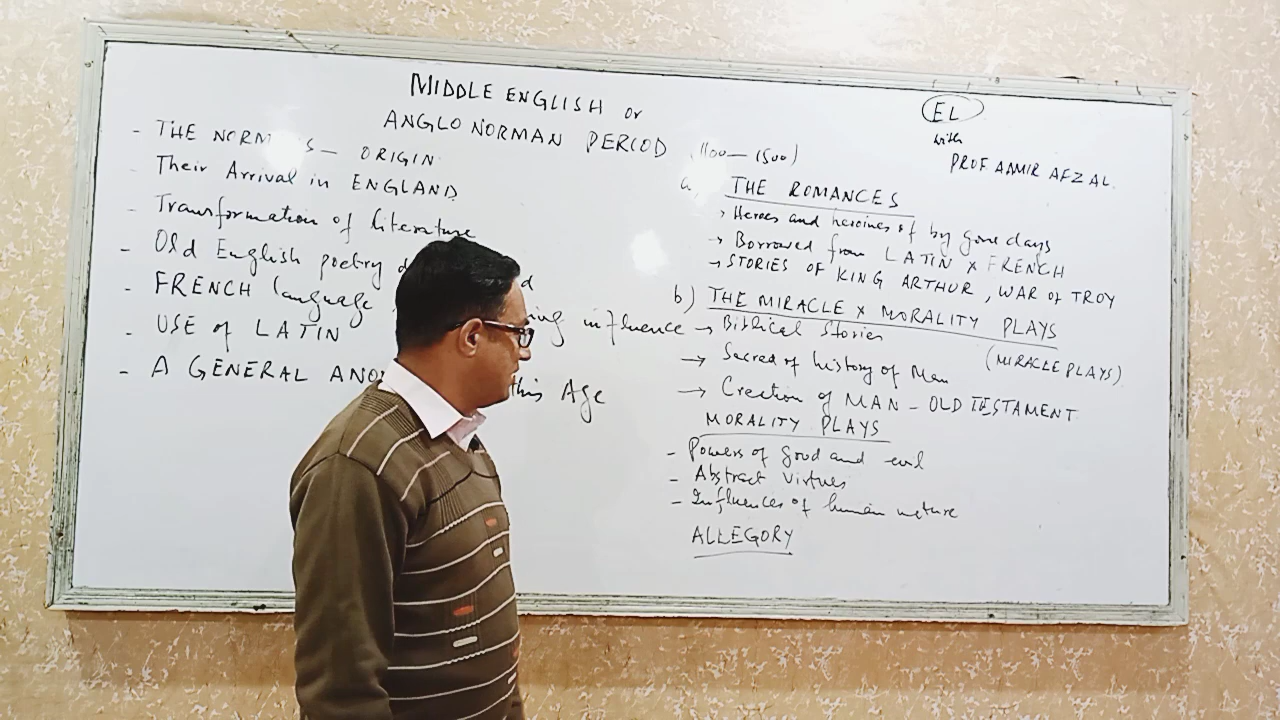 MIDDLE ENGLISH or
ANGLO NORMAN PERIOD (1100 — 1500)
- THE NORM S — ORIGIN
- Their Arrival in ENGLAND
- Transformation of literature
- Old English poetry
- FRENCH language influence
- USE of LATIN
- A GENERAL this Age
EL
with
PROF AAMIR AFZAL.
a, THE ROMANCES
→ Heroes and heroines of by gone days
→ Borrowed from LATIN & FRENCH
→ STORIES OF KING ARTHUR, WAR of TROY
b) THE MIRACLE & MORALITY PLAYS
→ Biblical Stories
(MIRACLE PLAYS)
→ Sacred of history of Man
→ Creation of MAN - OLD TESTAMENT
MORALITY PLAYS
- Powers of Good and evil
- Abstract Virtues
- Influences of human nature
ALLEGORY